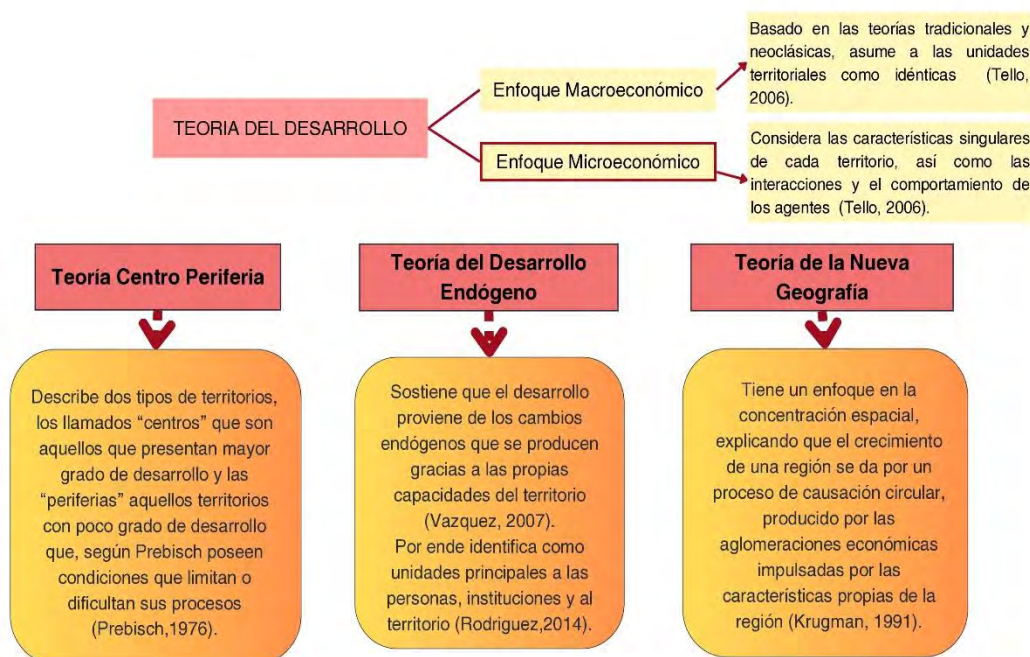 Basado en las teorías tradicionales y
neoclásicas, asume a las unidades
territoriales como idénticas (Tello,
2006).
Enfoque Macroeconómico
TEORIA DEL DESARROLLO
Enfoque Microeconómico
Considera las características singulares
de cada territorio, así como las
interacciones y el comportamiento de
los agentes (Tello, 2006).
Teoría Centro Periferia
Describe dos tipos de territorios,
los llamados “centros” que son
aquellos que presentan mayor
grado de desarrollo y las
“periferias” aquellos territorios
con poco grado de desarrollo
que, según Prebisch poseen
condiciones que limitan o
dificultan sus procesos
(Prebisch,1976).
Teoría del Desarrollo
Endógeno
Sostiene que el desarrollo
proviene de los cambios
endógenos que se producen
gracias a las propias
capacidades del territorio
(Vazquez, 2007).
Por ende identifica como
unidades principales a las
personas, instituciones y al
territorio (Rodriguez,2014).
Teoría de la Nueva
Geografía
Tiene un enfoque en la
concentración espacial,
explicando que el crecimiento
de una región se da por un
proceso de causación circular,
producido por las
aglomeraciones económicas
impulsadas por las
características propias de la
región (Krugman, 1991).